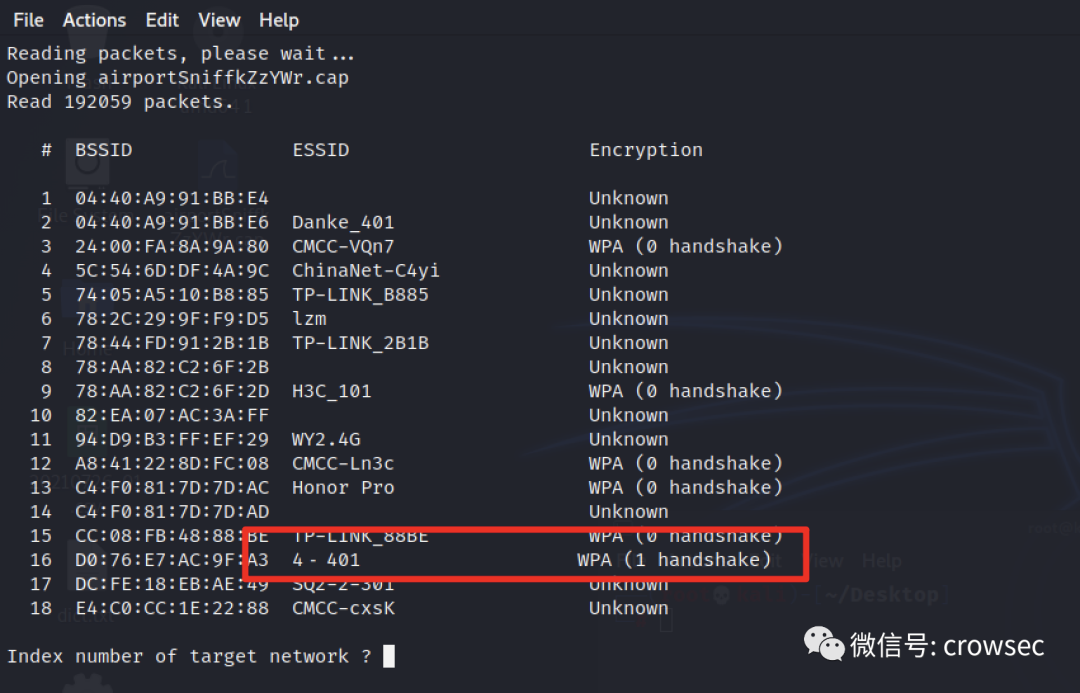 File Actions Edit View Help
Reading packets, please wait...
Opening airportSniffkZzYWr.cap
Read 192059 packets.
# BSSID ESSID Encryption
1 04:40:A9:91:BB:E4 Unknown
2 04:40:A9:91:BB:E6 Danke_401 Unknown
3 24:00:FA:8A:9A:80 CMCC-VQn7 WPA (0 handshake)
4 5C:54:6D:DF:4A:9C ChinaNet-C4yi Unknown
5 74:05:A5:10:B8:85 TP-LINK_B885 Unknown
6 78:2C:29:9F:F9:D5 lzm Unknown
7 78:44:FD:91:2B:1B TP-LINK_2B1B Unknown
8 78:AA:82:C2:6F:2B Unknown
9 78:AA:82:C2:6F:2D H3C_101 WPA (0 handshake)
10 82:EA:07:AC:3A:FF Unknown
11 94:D9:B3:FF:EF:29 WY2.4G Unknown
12 A8:41:22:8D:FC:08 CMCC-Ln3c WPA (0 handshake)
13 C4:F0:81:7D:7D:AC Honor Pro WPA (0 handshake)
14 C4:F0:81:7D:7D:AD Unknown
15 CC:08:FB:48:88:BE TP-LINK_88BE WPA (0 handshake)
16 D0:76:E7:AC:9F:A3 4-401 WPA (1 handshake)
17 DC:FE:18:EB:AE:49 SQ2-2-301 Unknown
18 E4:C0:CC:1E:22:88 CMCC-cxsK Unknown
View Help
~/Desktop
Index number of target network ?
微信号: crowsec